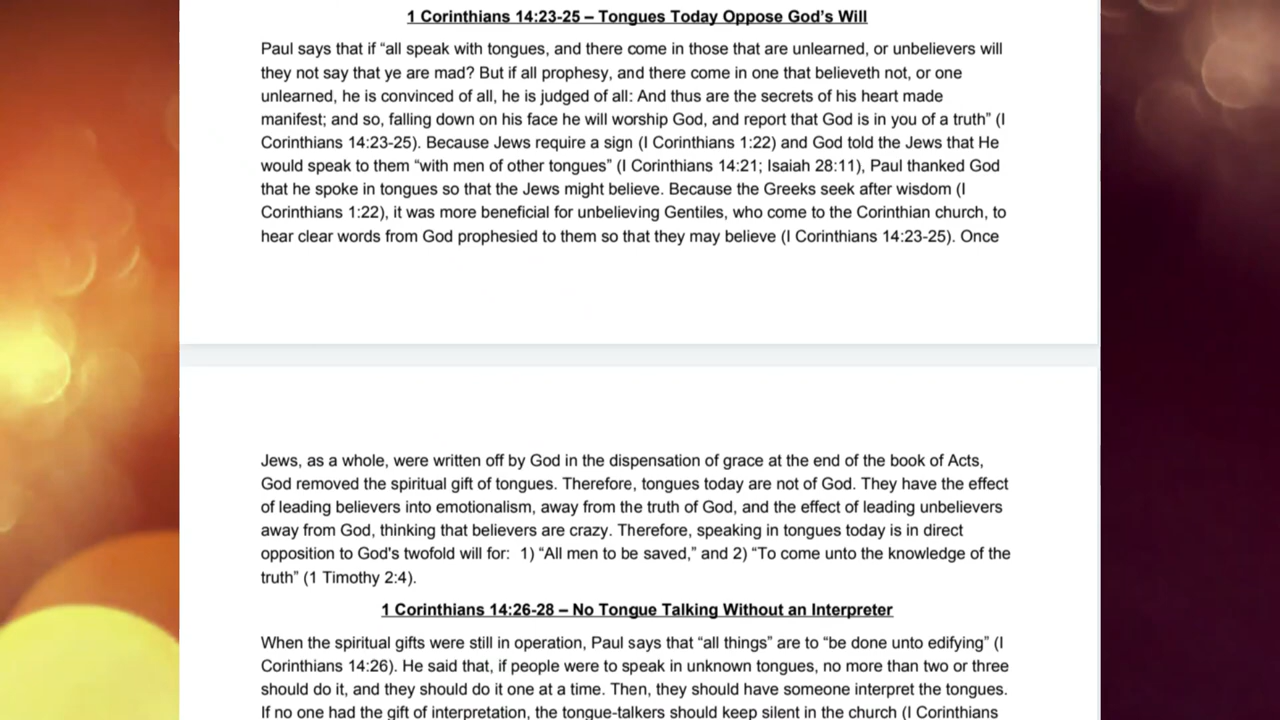 1 Corinthians 14:23-25 – Tongues Today Oppose God's Will
Paul says that if “all speak with tongues, and there come in those that are unlearned, or unbelievers will
they not say that ye are mad? But if all prophesy, and there come in one that believeth not, or one
unlearned, he is convinced of all, he is judged of all: And thus are the secrets of his heart made
manifest; and so, falling down on his face he will worship God, and report that God is in you of a truth” (I
Corinthians 14:23-25). Because Jews require a sign (I Corinthians 1:22) and God told the Jews that He
would speak to them “with men of other tongues” (I Corinthians 14:21; Isaiah 28:11), Paul thanked God
that he spoke in tongues so that the Jews might believe. Because the Greeks seek after wisdom (I
Corinthians 1:22), it was more beneficial for unbelieving Gentiles, who come to the Corinthian church, to
hear clear words from God prophesied to them so that they may believe (I Corinthians 14:23-25). Once
Jews, as a whole, were written off by God in the dispensation of grace at the end of the book of Acts,
God removed the spiritual gift of tongues. Therefore, tongues today are not of God. They have the effect
of leading believers into emotionalism, away from the truth of God, and the effect of leading unbelievers
away from God, thinking that believers are crazy. Therefore, speaking in tongues today is in direct
opposition to God's twofold will for:  1) “All men to be saved,” and 2) “To come unto the knowledge of the
truth” (1 Timothy 2:4).
1 Corinthians 14:26-28 – No Tongue Talking Without an Interpreter
When the spiritual gifts were still in operation, Paul says that “all things” are to “be done unto edifying” (I
Corinthians 14:26). He said that, if people were to speak in unknown tongues, no more than two or three
should do it, and they should do it one at a time. Then, they should have someone interpret the tongues.
If no one had the gift of interpretation, the tongue-talkers should keep silent in the church (I Corinthians